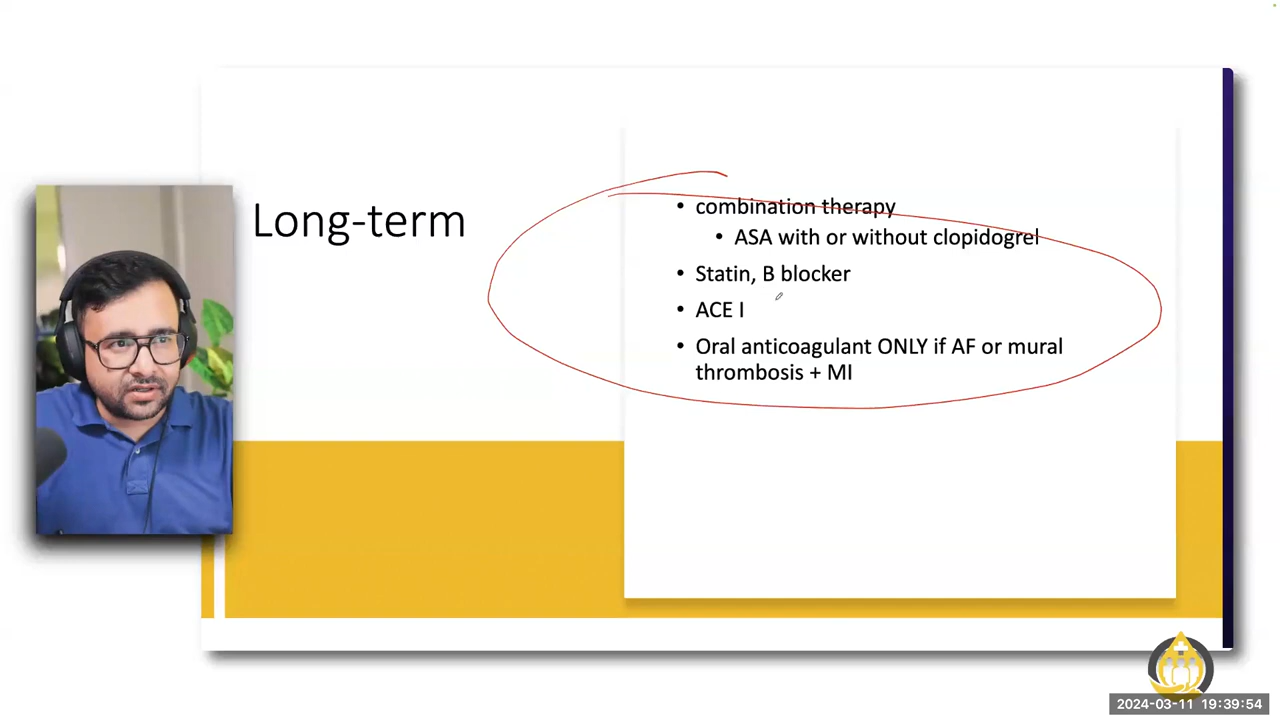 Long-term
• combination therapy
• ASA with or without clopidogrel
• Statin, B blocker
• ACE I
• Oral anticoagulant ONLY if AF or mural
thrombosis + MI
2024-03-11 19:39:54